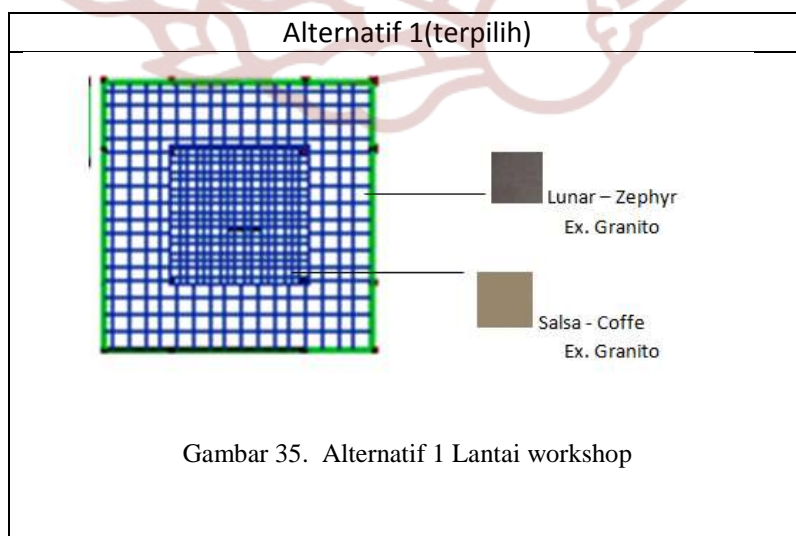 Alternatif 1(terpilih)
Lunar – Zephyr
Ex. Granito
Salsa - Coffe
Ex. Granito
Gambar 35. Alternatif 1 Lantai workshop